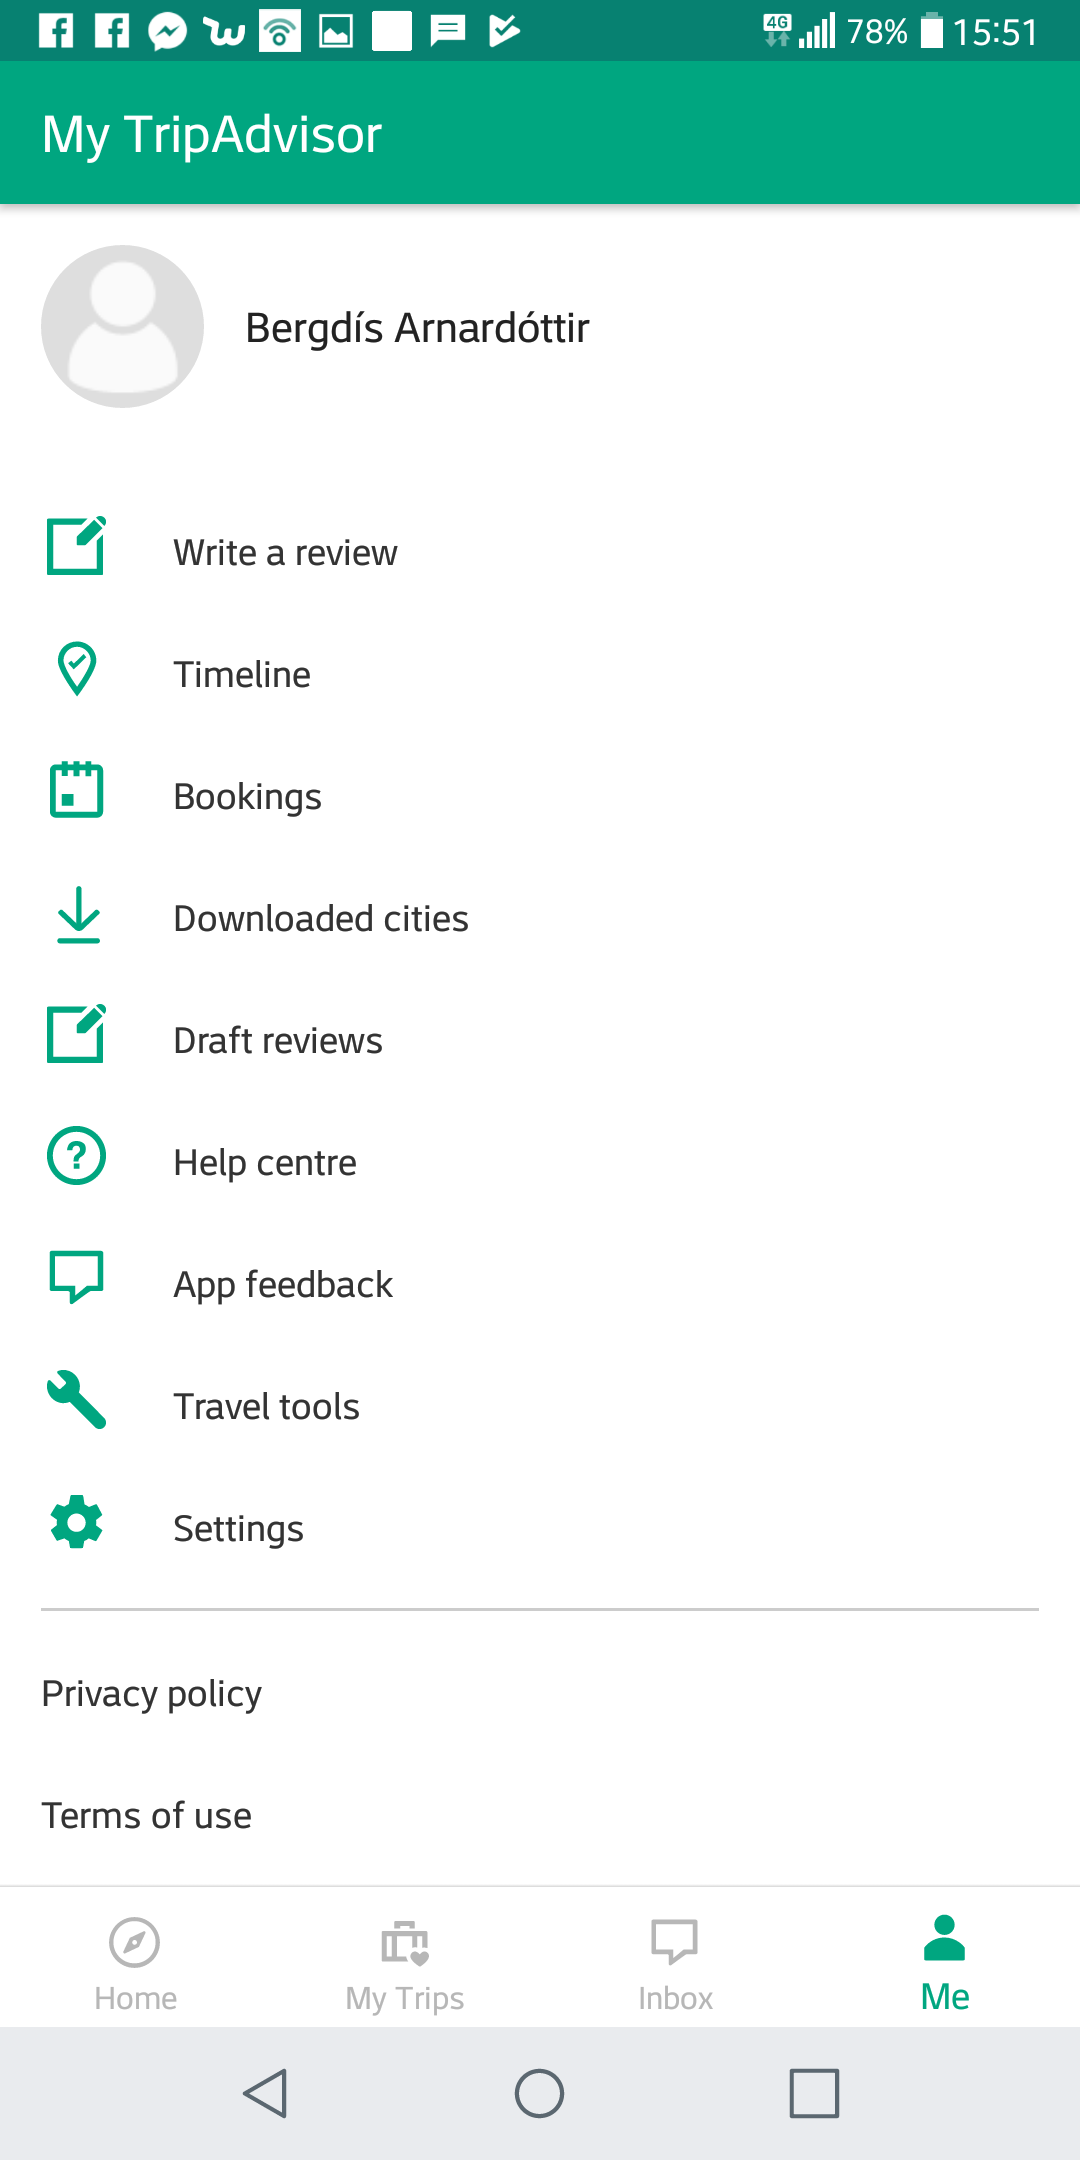 4G 78% 15:51
My TripAdvisor
Bergdís Arnardóttir
Write a review
Timeline
Bookings
Downloaded cities
Draft reviews
Help centre
App feedback
Travel tools
Settings
Privacy policy
Terms of use
Home My Trips Inbox Me